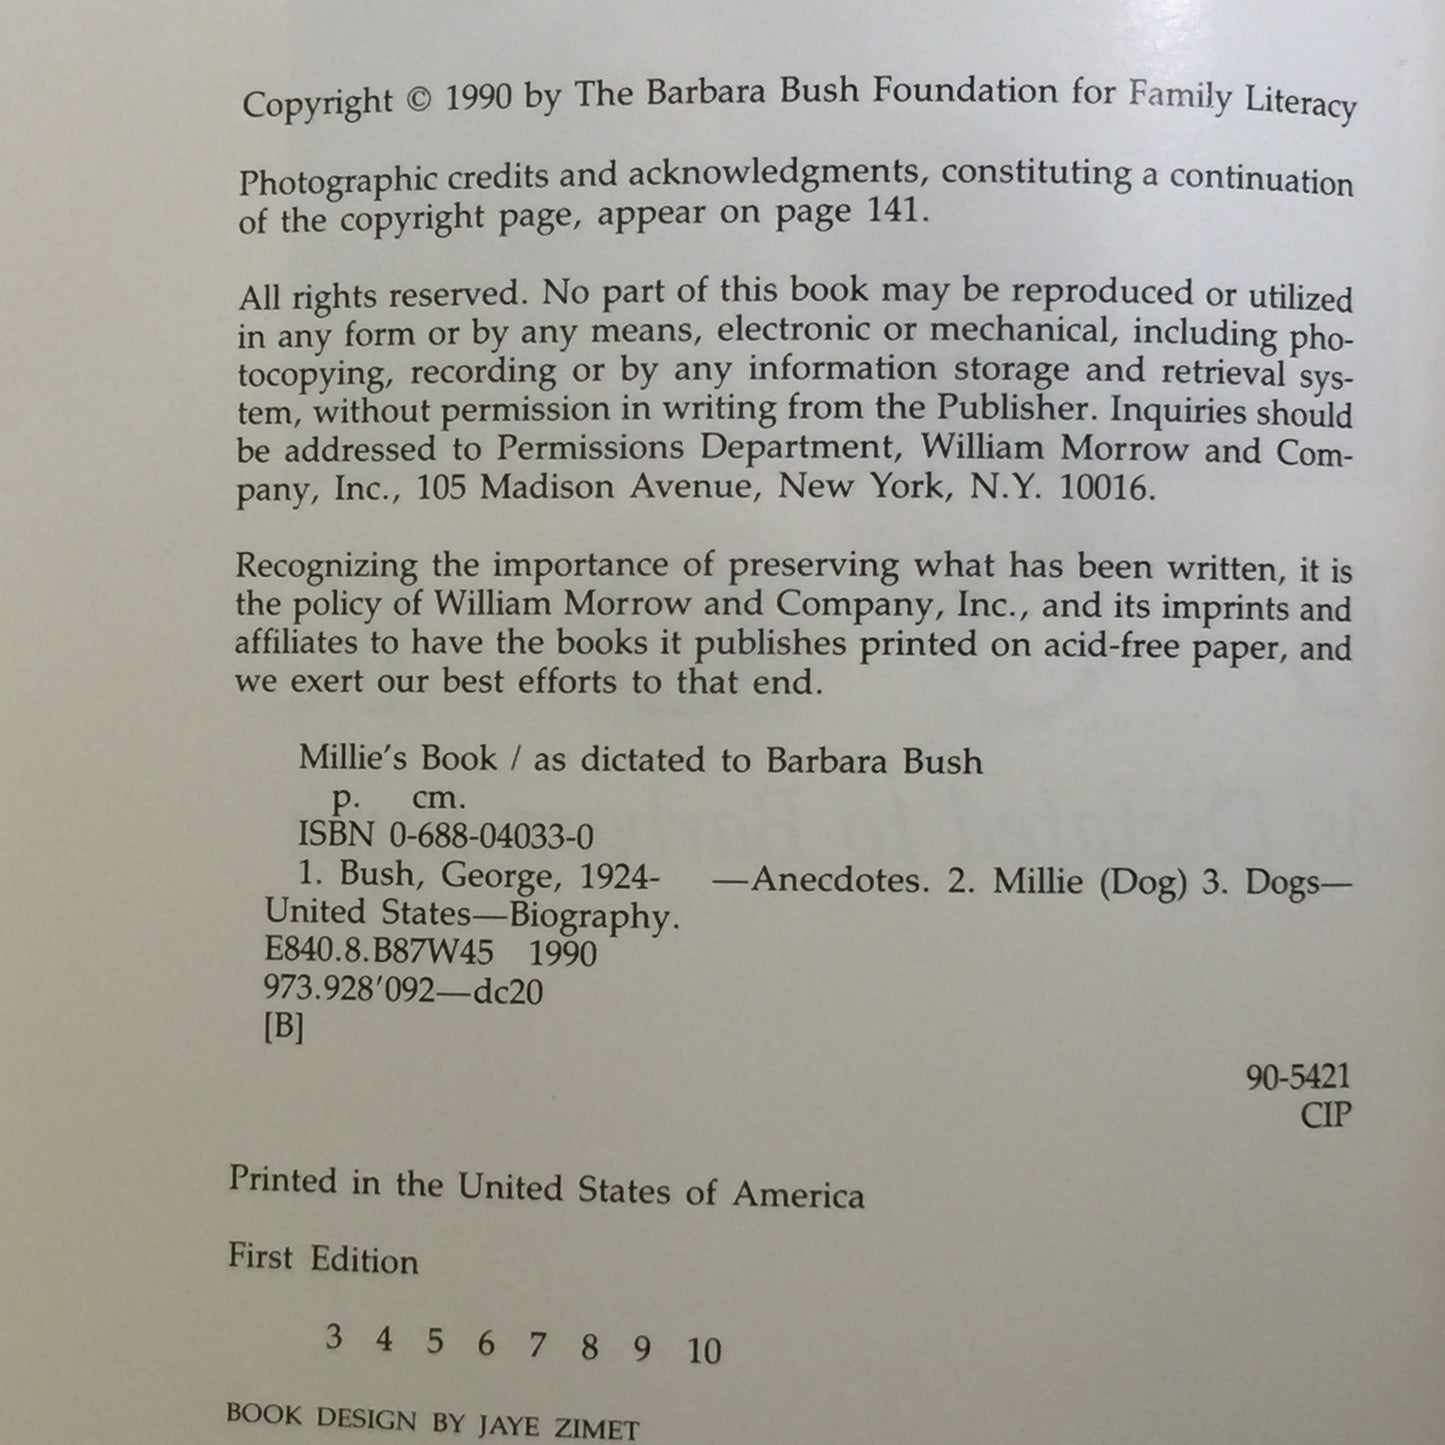 Copyright © 1990 by The Barbara Bush Foundation for Family Literacy
Photographic credits and acknowledgments, constituting a continuation
of the copyright page, appear on page 141.
All rights reserved. No part of this book may be reproduced or utilized
in any form or by any means, electronic or mechanical, including pho-
tocopying, recording or by any information storage and retrieval sys-
tem, without permission in writing from the Publisher. Inquiries should
be addressed to Permissions Department, William Morrow and Com-
pany, Inc., 105 Madison Avenue, New York, N.Y. 10016.
Recognizing the importance of preserving what has been written, it is
the policy of William Morrow and Company, Inc., and its imprints and
affiliates to have the books it publishes printed on acid-free paper, and
we exert our best efforts to that end.
Millie's Book / as dictated to Barbara Bush
p. cm.
ISBN 0-688-04033-0
1. Bush, George, 1924- —Anecdotes. 2. Millie (Dog) 3. Dogs—
United States—Biography.
E840.8.B87W45 1990
973.928'092—dc20
[B]
90-5421
CIP
Printed in the United States of America
First Edition
3 4 5 6 7 8 9 10
BOOK DESIGN BY JAYE ZIMET